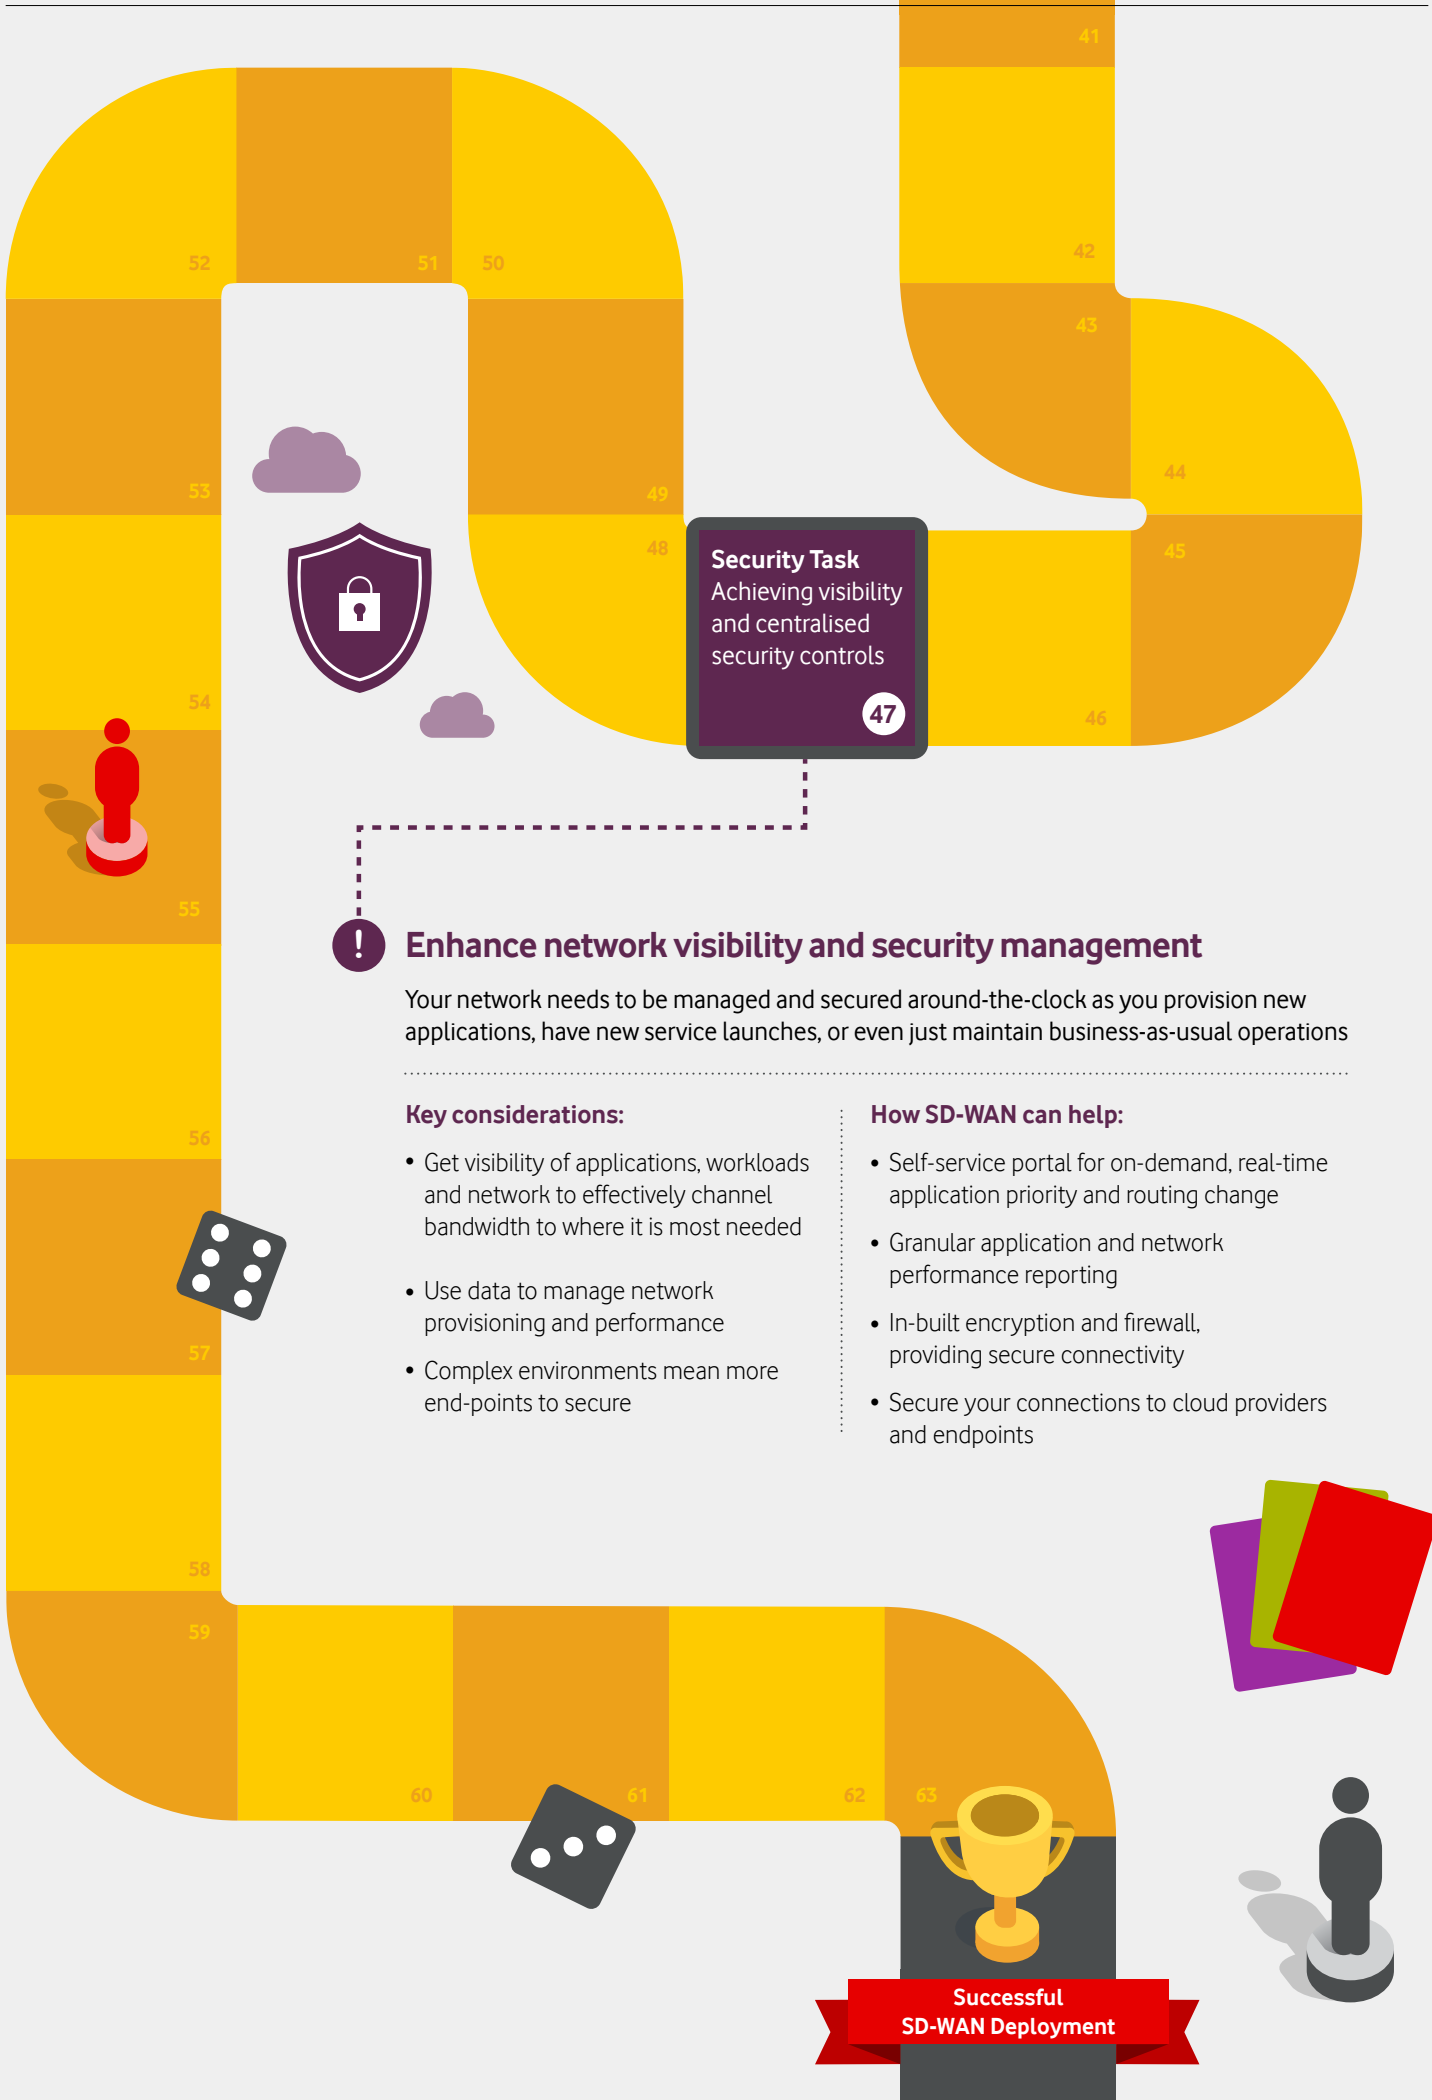 41
42
43
44
45
46
Security Task
Achieving visibility
and centralised
security controls
47
48
49
50
51
52
53
54
55
56
57
58
59
60
61
62
63
!
Enhance network visibility and security management
Your network needs to be managed and secured around-the-clock as you provision new
applications, have new service launches, or even just maintain business-as-usual operations
Key considerations:
• Get visibility of applications, workloads
and network to effectively channel
bandwidth to where it is most needed
• Use data to manage network
provisioning and performance
• Complex environments mean more
end-points to secure
How SD-WAN can help:
• Self-service portal for on-demand, real-time
application priority and routing change
• Granular application and network
performance reporting
• In-built encryption and firewall,
providing secure connectivity
• Secure your connections to cloud providers
and endpoints
Successful
SD-WAN Deployment